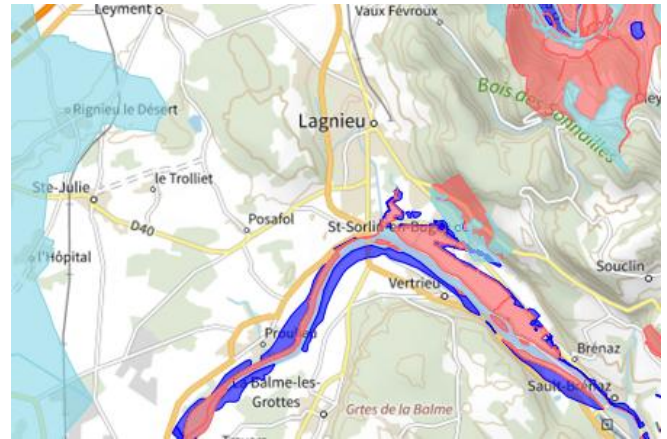 Leyment
Vaux Févroux
Rignieu le Désert
Lagnieu
Bois des Sonnailles
Ste-Julie
le Trolliet
Posafol
D40
St-Sorlin-en-Bugey
l'Hôpital
Souclin
Vertrieu
Proulieu
Brénaz
La Balme-les-
Grottes
Sault-Brénaz
Grtes de la Balme